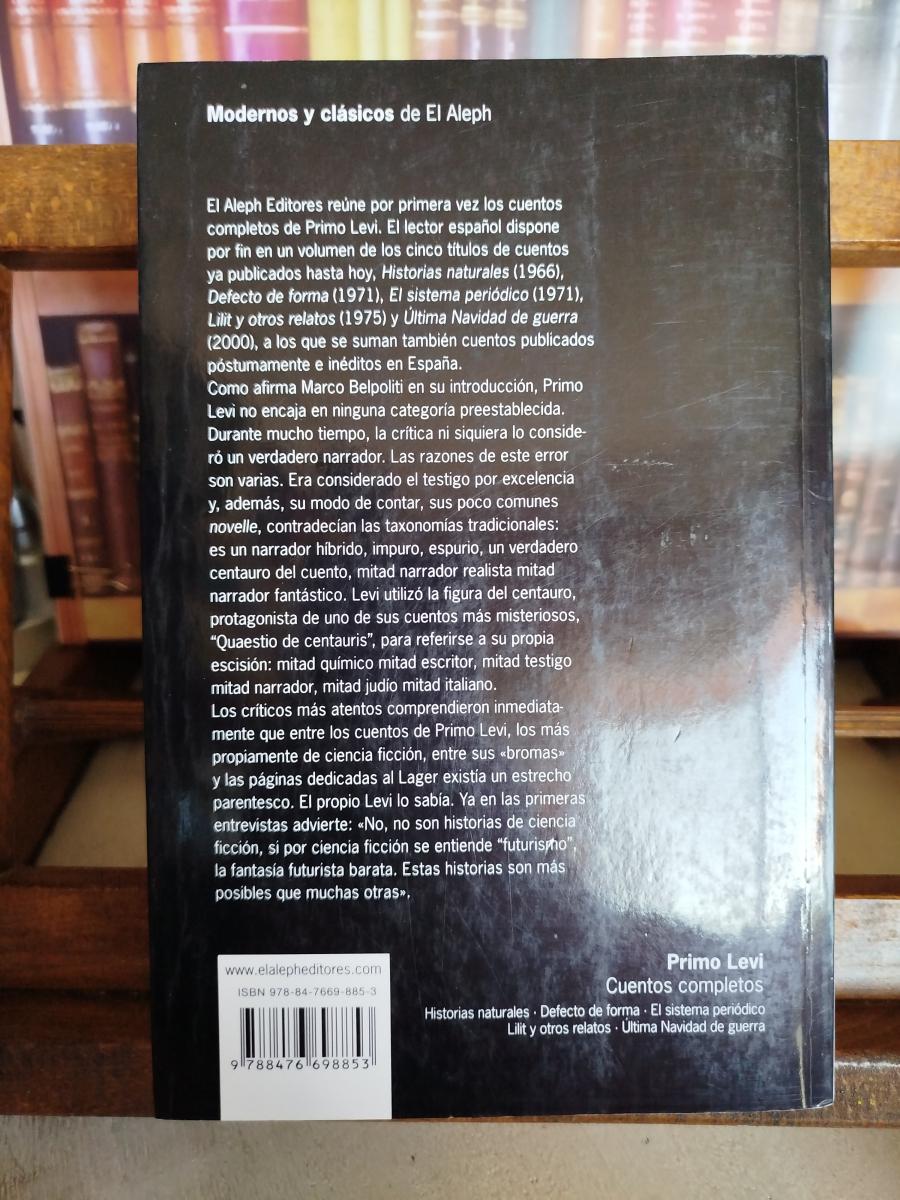 Modernos y clásicos de El Aleph
El Aleph Editores reúne por primera vez los cuentos
completos de Primo Levi. El lector español dispone
por fin en un volumen de los cinco títulos de cuentos
ya publicados hasta hoy, Historias naturales (1966),
Defecto de forma (1971), El sistema periódico (1971),
Lilit y otros relatos (1975) y Última Navidad de guerra
(2000), a los que se suman también cuentos publicados
póstumamente e inéditos en España.
Como afirma Marco Belpoliti en su introducción, Primo
Levi no encaja en ninguna categoría preestablecida.
Durante mucho tiempo, la crítica ni siquiera lo conside-
ró un verdadero narrador. Las razones de este error
son varias. Era considerado el testigo por excelencia
y, además, su modo de contar, sus poco comunes
novelle, contradecían las taxonomías tradicionales:
es un narrador híbrido, impuro, espurio, un verdadero
centauro del cuento, mitad narrador realista mitad
narrador fantástico. Levi utilizó la figura del centauro,
protagonista de uno de sus cuentos más misteriosos,
“Quaestio de centauris”, para referirse a su propia
escisión: mitad químico mitad escritor, mitad testigo
mitad narrador, mitad judío mitad italiano.
Los críticos más atentos comprendieron inmediata-
mente que entre los cuentos de Primo Levi, los más
propiamente de ciencia ficción, entre sus «bromas»
y las páginas dedicadas al Lager existía un estrecho
parentesco. El propio Levi lo sabía. Ya en las primeras
entrevistas advierte: «No, no son historias de ciencia
ficción, si por ciencia ficción se entiende “futurismo”,
la fantasía futurista barata. Estas historias son más
posibles que muchas otras».
www.elalepheditores.com
ISBN 978-84-7669-885-3
9 788476 698853
Primo Levi
Cuentos completos
Historias naturales · Defecto de forma · El sistema periódico
Lilit y otros relatos · Última Navidad de guerra